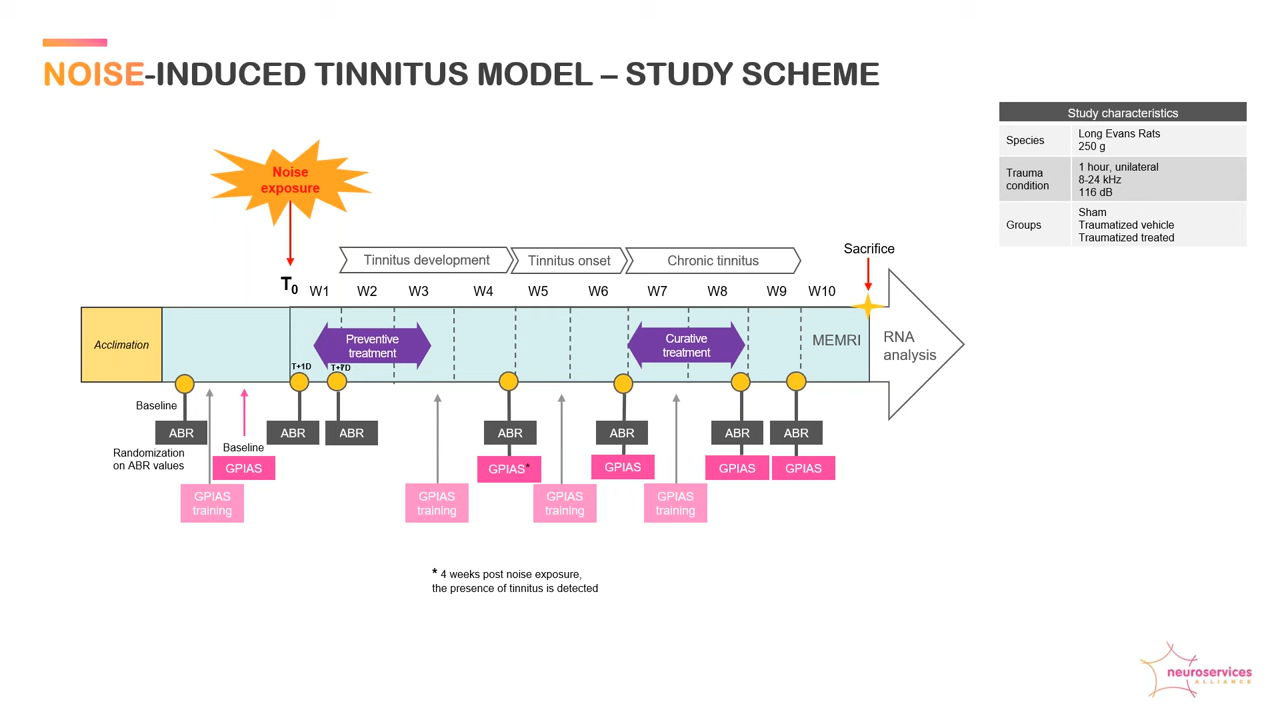 NOISE-INDUCED TINNITUS MODEL – STUDY SCHEME
Study characteristics
Species
Long Evans Rats
250 g
Trauma
condition
1 hour, unilateral
8-24 kHz
116 dB
Groups
Sham
Traumatized vehicle
Traumatized treated
Noise
exposure
Tinnitus development
Tinnitus onset
Chronic tinnitus
Sacrifice
T0
W1
W2
W3
W4
W5
W6
W7
W8
W9
W10
Acclimation
Preventive
treatment
Curative
treatment
MEMRI
RNA
analysis
T+1D
T+7D
Baseline
ABR
ABR
ABR
ABR
ABR
ABR
ABR
Randomization
on ABR values
Baseline
GPIAS
GPIAS*
GPIAS
GPIAS
GPIAS
GPIAS
training
GPIAS
training
GPIAS
training
GPIAS
training
* 4 weeks post noise exposure,
the presence of tinnitus is detected
neuroservices
ALLIANCE